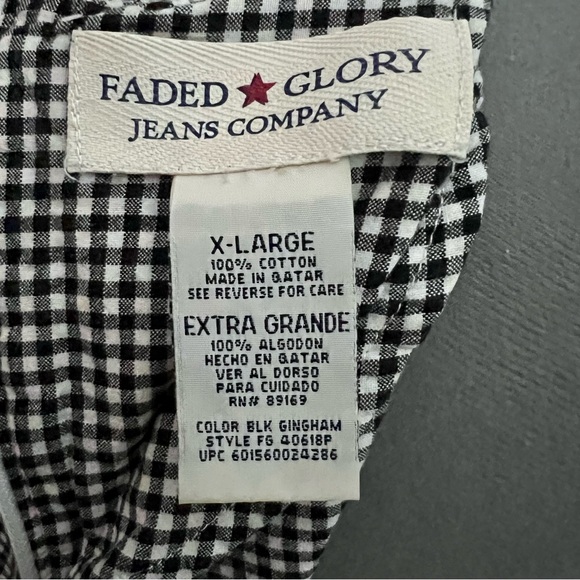 FADED GLORY
JEANS COMPANY
X-LARGE
100% COTTON
MADE IN QATAR
SEE REVERSE FOR CARE
EXTRA GRANDE
100% ALGODON
HECHO EN QATAR
VER AL DORSO
PARA CUIDADO
RN# 89169
COLOR BLK GINGHAM
STYLE FG 40618P
UPC 601560024286